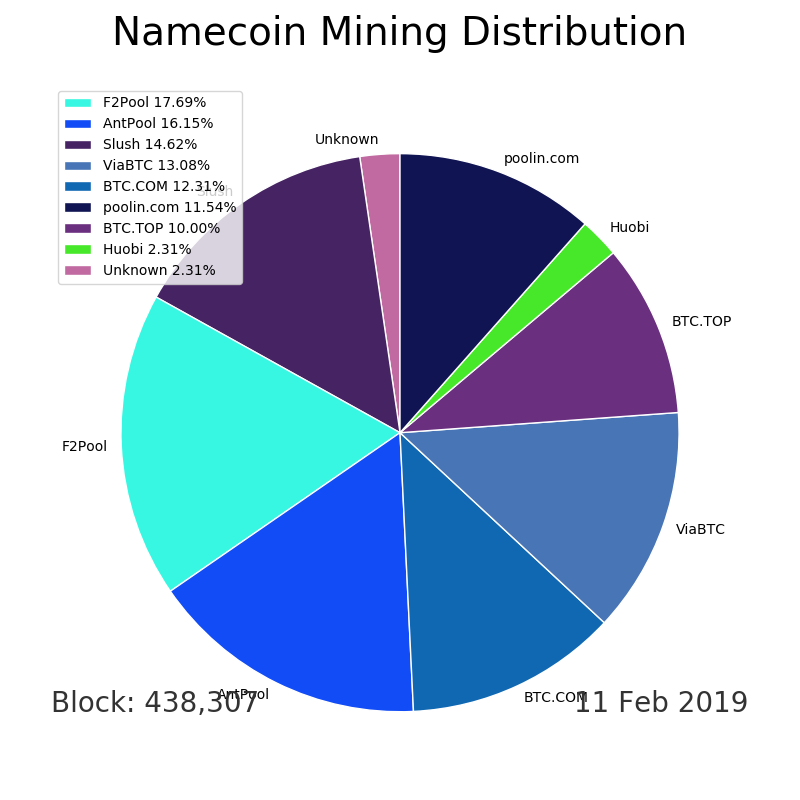 Namecoin Mining Distribution
F2Pool 17.69%
AntPool 16.15%
Slush 14.62%
ViaBTC 13.08%
BTC.COM 12.31%
poolin.com 11.54%
BTC.TOP 10.00%
Huobi 2.31%
Unknown 2.31%
Unknown
poolin.com
Slush
Huobi
BTC.TOP
F2Pool
ViaBTC
AntPool
BTC.COM
Block: 438,307
11 Feb 2019